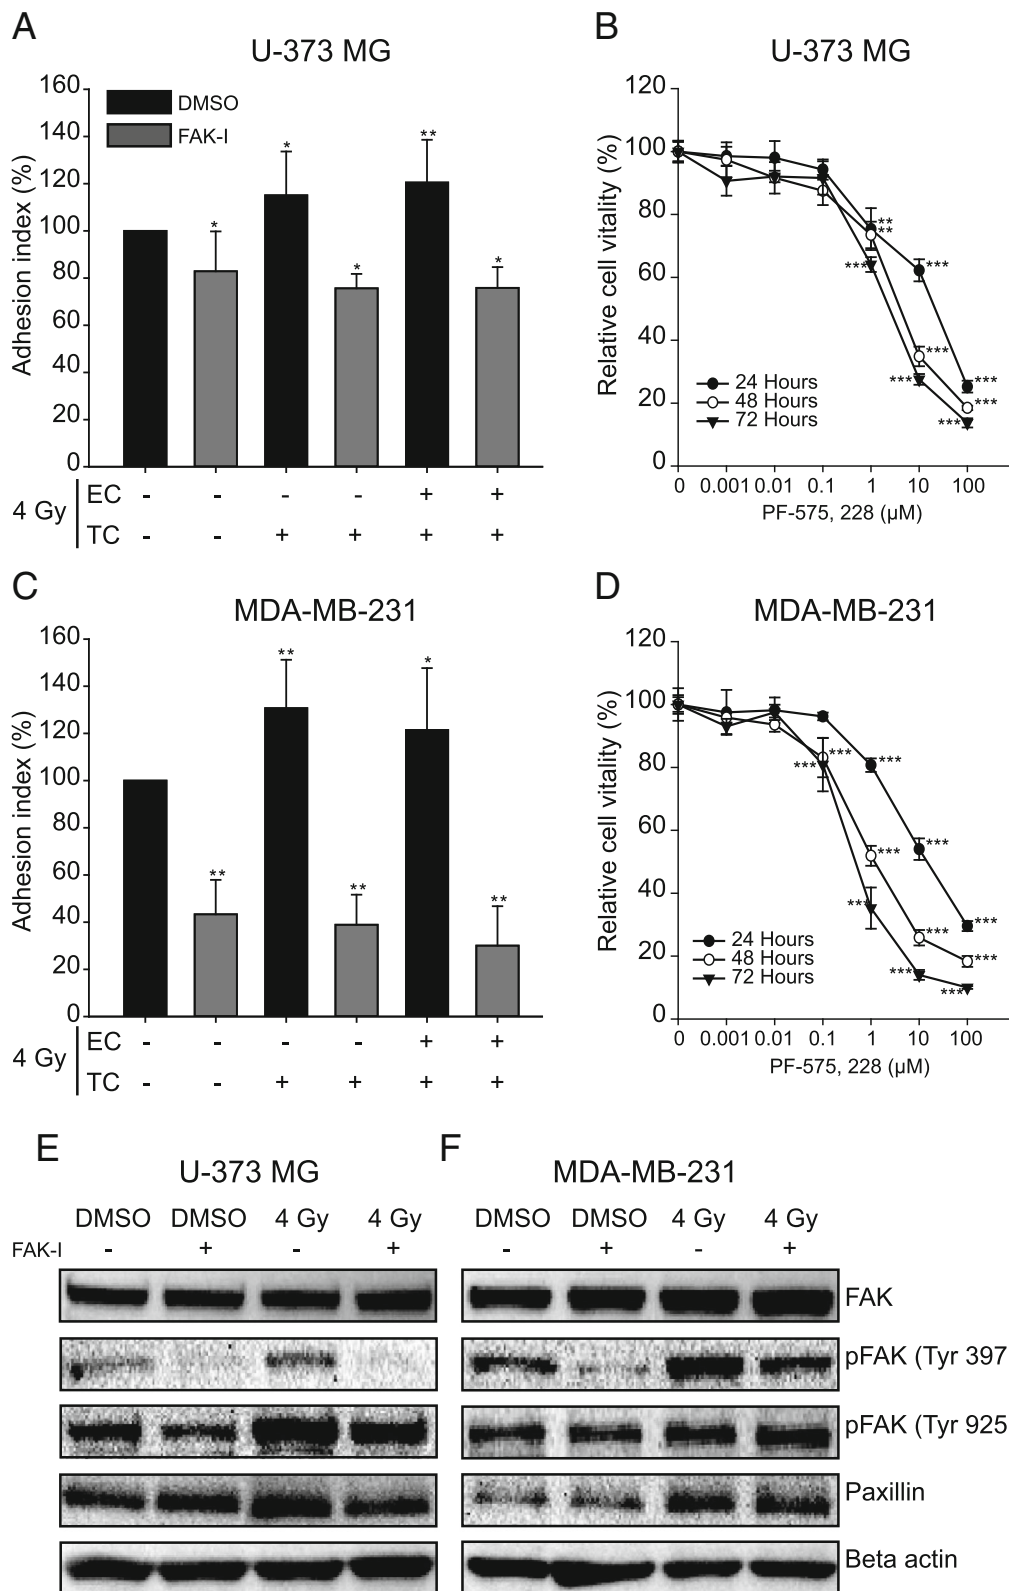 A
U-373 MG
Adhesion index (%)
160
140
120
100
80
60
40
20
0
DMSO
FAK-I
* * * ** *
4 Gy
EC - - - - + +
TC - - + + + +
B
U-373 MG
Relative cell vitality (%)
120
100
80
60
40
20
0
**
**
***
***
***
***
***
***
***
24 Hours
48 Hours
72 Hours
0 0.001 0.01 0.1 1 10 100
PF-575, 228 (µM)
C
MDA-MB-231
Adhesion index (%)
160
140
120
100
80
60
40
20
0
** ** ** * **
4 Gy
EC - - - - + +
TC - - + + + +
D
MDA-MB-231
Relative cell vitality (%)
120
100
80
60
40
20
0
***
***
***
***
***
***
***
***
***
***
***
24 Hours
48 Hours
72 Hours
0 0.001 0.01 0.1 1 10 100
PF-575, 228 (µM)
E
U-373 MG
DMSO DMSO 4 Gy 4 Gy
FAK-I - + - +
F
MDA-MB-231
DMSO DMSO 4 Gy 4 Gy
- + - +
FAK
pFAK (Tyr 397
pFAK (Tyr 925
Paxillin
Beta actin